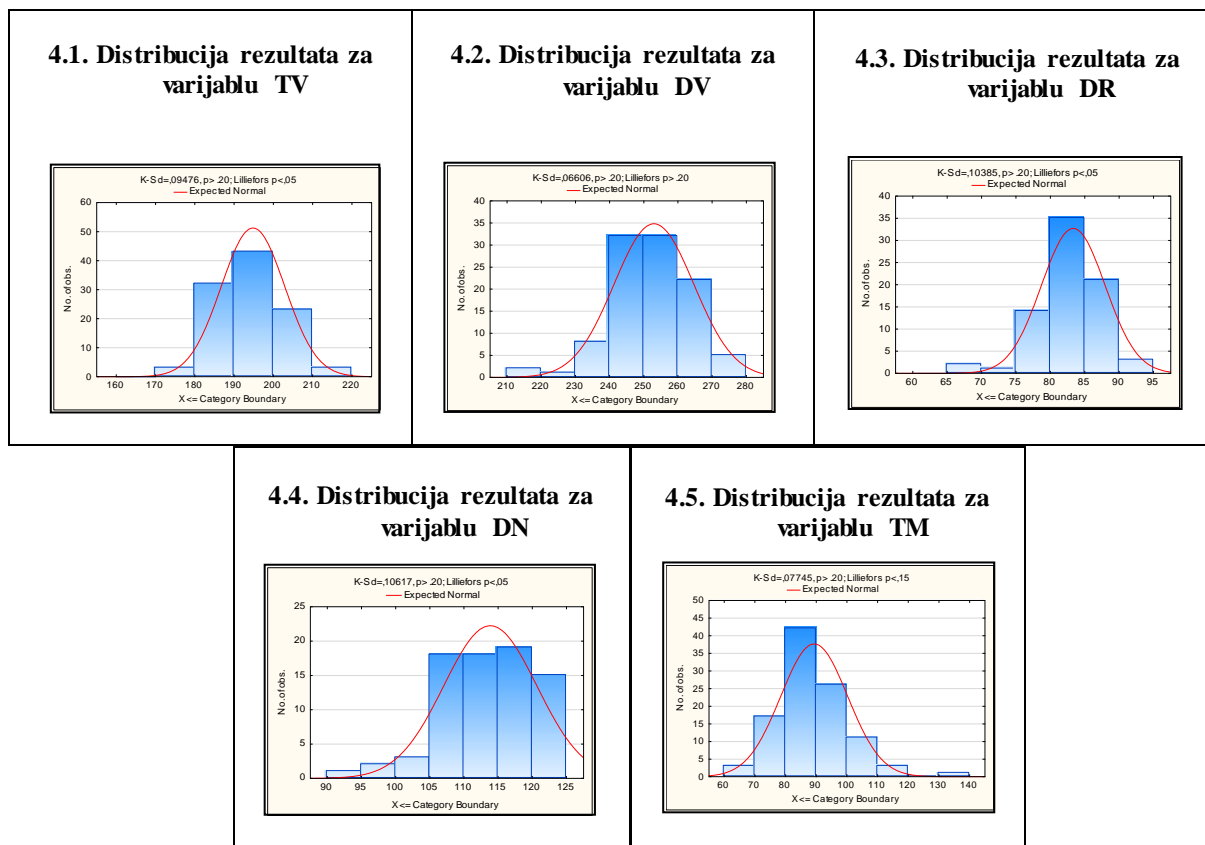 4.1. Distribucija rezultata za
varijablu TV
K-S d=,09476, p> .20; Lilliefors p<,05
Expected Normal
60
50
40
30
20
10
0
No. of obs.
160 170 180 190 200 210 220
X <= Category Boundary
4.2. Distribucija rezultata za
varijablu DV
K-S d=,06606, p> .20; Lilliefors p> .20
Expected Normal
40
35
30
25
20
15
10
5
0
No. of obs.
210 220 230 240 250 260 270 280
X <= Category Boundary
4.3. Distribucija rezultata za
varijablu DR
K-S d=,10385, p> .20; Lilliefors p<,05
Expected Normal
40
35
30
25
20
15
10
5
0
No. of obs.
60 65 70 75 80 85 90 95
X <= Category Boundary
4.4. Distribucija rezultata za
varijablu DN
K-S d=,10617, p> .20; Lilliefors p<,05
Expected Normal
25
20
15
10
5
0
No. of obs.
90 95 100 105 110 115 120 125
X <= Category Boundary
4.5. Distribucija rezultata za
varijablu TM
K-S d=,07745, p> .20; Lilliefors p<,15
Expected Normal
50
45
40
35
30
25
20
15
10
5
0
No. of obs.
60 70 80 90 100 110 120 130 140
X <= Category Boundary